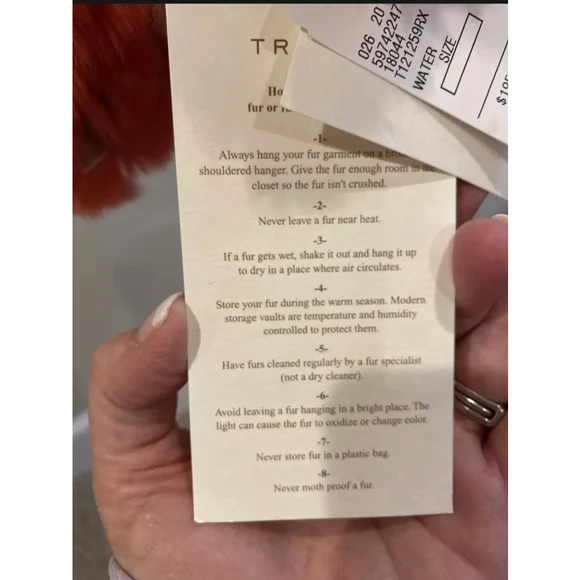 TR
026 20
59742247
18044
T121259RX
WATER
SIZE
Ho
fur or
-1-
Always hang your fur garment on a
shouldered hanger. Give the fur enough room in
closet so the fur isn't crushed.
-2-
Never leave a fur near heat.
-3-
If a fur gets wet, shake it out and hang it up
to dry in a place where air circulates.
-4-
Store your fur during the warm season. Modern
storage vaults are temperature and humidity
controlled to protect them.
-5-
Have furs cleaned regularly by a fur specialist
(not a dry cleaner).
-6-
Avoid leaving a fur hanging in a bright place. The
light can cause the fur to oxidize or change color.
-7-
Never store fur in a plastic bag.
-8-
Never moth proof a fur.